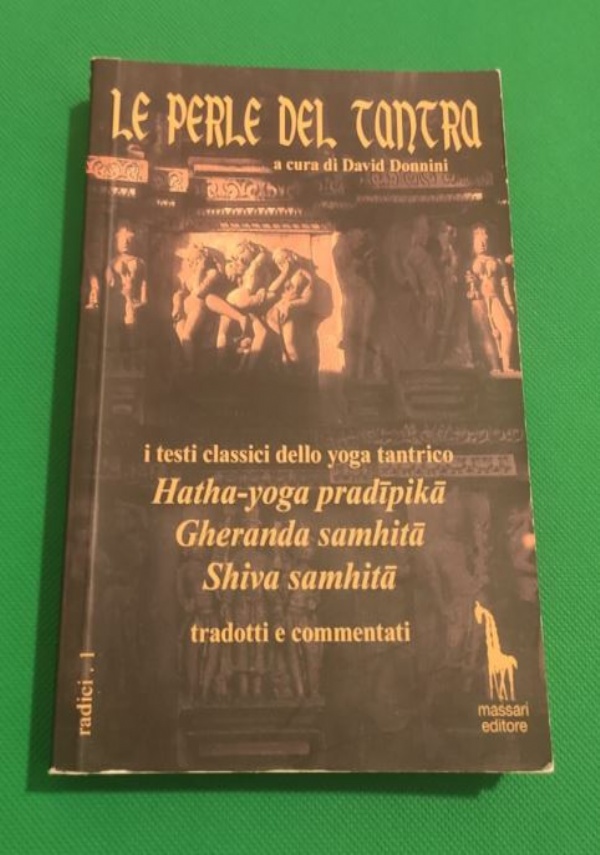 LE PERLE DEL TANTRA
a cura di David Donnini
i testi classici dello yoga tantrico
Hatha-yoga pradīpikā
Gheranda samhitā
Shiva samhitā
tradotti e commentati
radici . 1
massari
editore